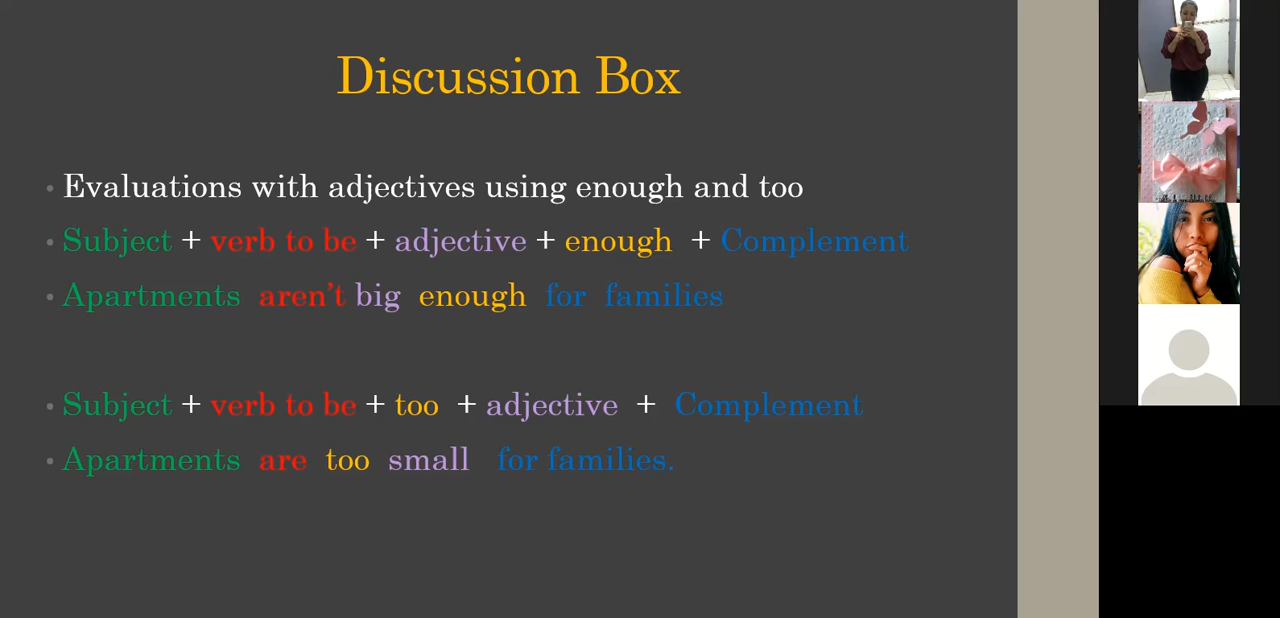 Discussion Box
• Evaluations with adjectives using enough and too
• Subject + verb to be + adjective + enough + Complement
• Apartments aren't big enough for families
• Subject + verb to be + too + adjective + Complement
• Apartments are too small for families.